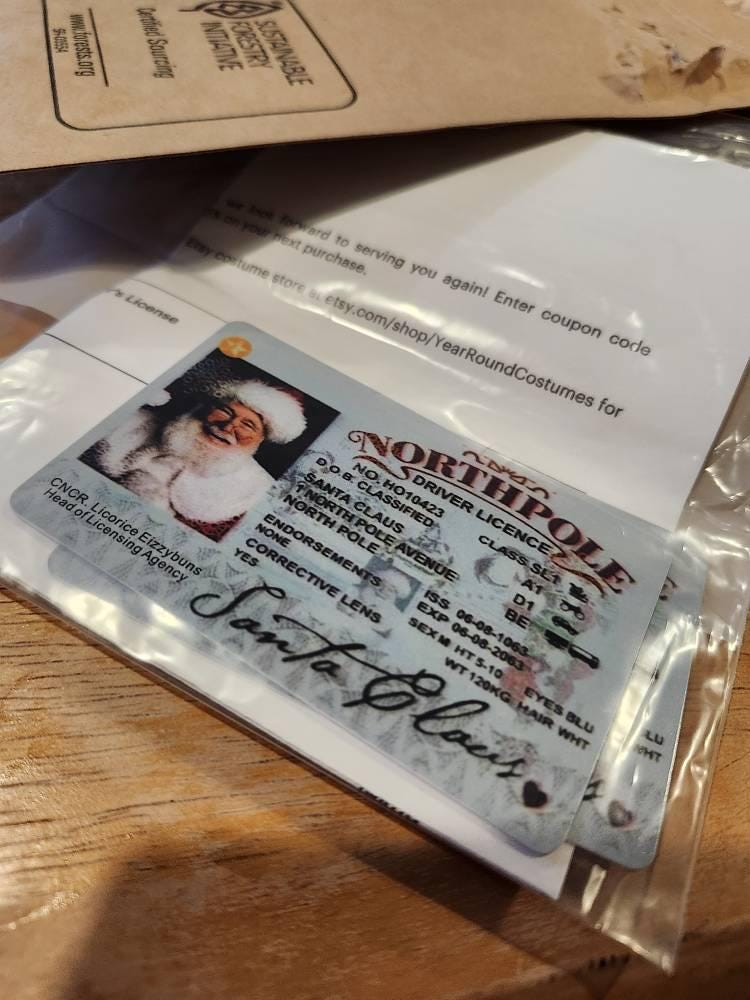 SUSTAINABLE
FORESTRY
INITIATIVE
Certified Sourcing
www.forests.org
we look forward to serving you again! Enter coupon code
on your next purchase.
Etsy costume store at etsy.com/shop/YearRoundCostumes for
's License
NORTHPOLE
DRIVER LICENCE
NO. HO10423
D.O.B. CLASSIFIED
SANTA CLAUS
7 NORTH POLE AVENUE
NORTH POLE
ENDORSEMENTS
NONE
CORRECTIVE LENS
YES
CLASS SL1
A1
D1
BE
ISS 06-08-1063
EXP 06-08-2063
SEX M HT 5-10 EYES BLU
WT 120KG HAIR WHT
CNCR, Licorice Elzzybuns
Head of Licensing Agency
Santa Claus
E
LU
WHT
s